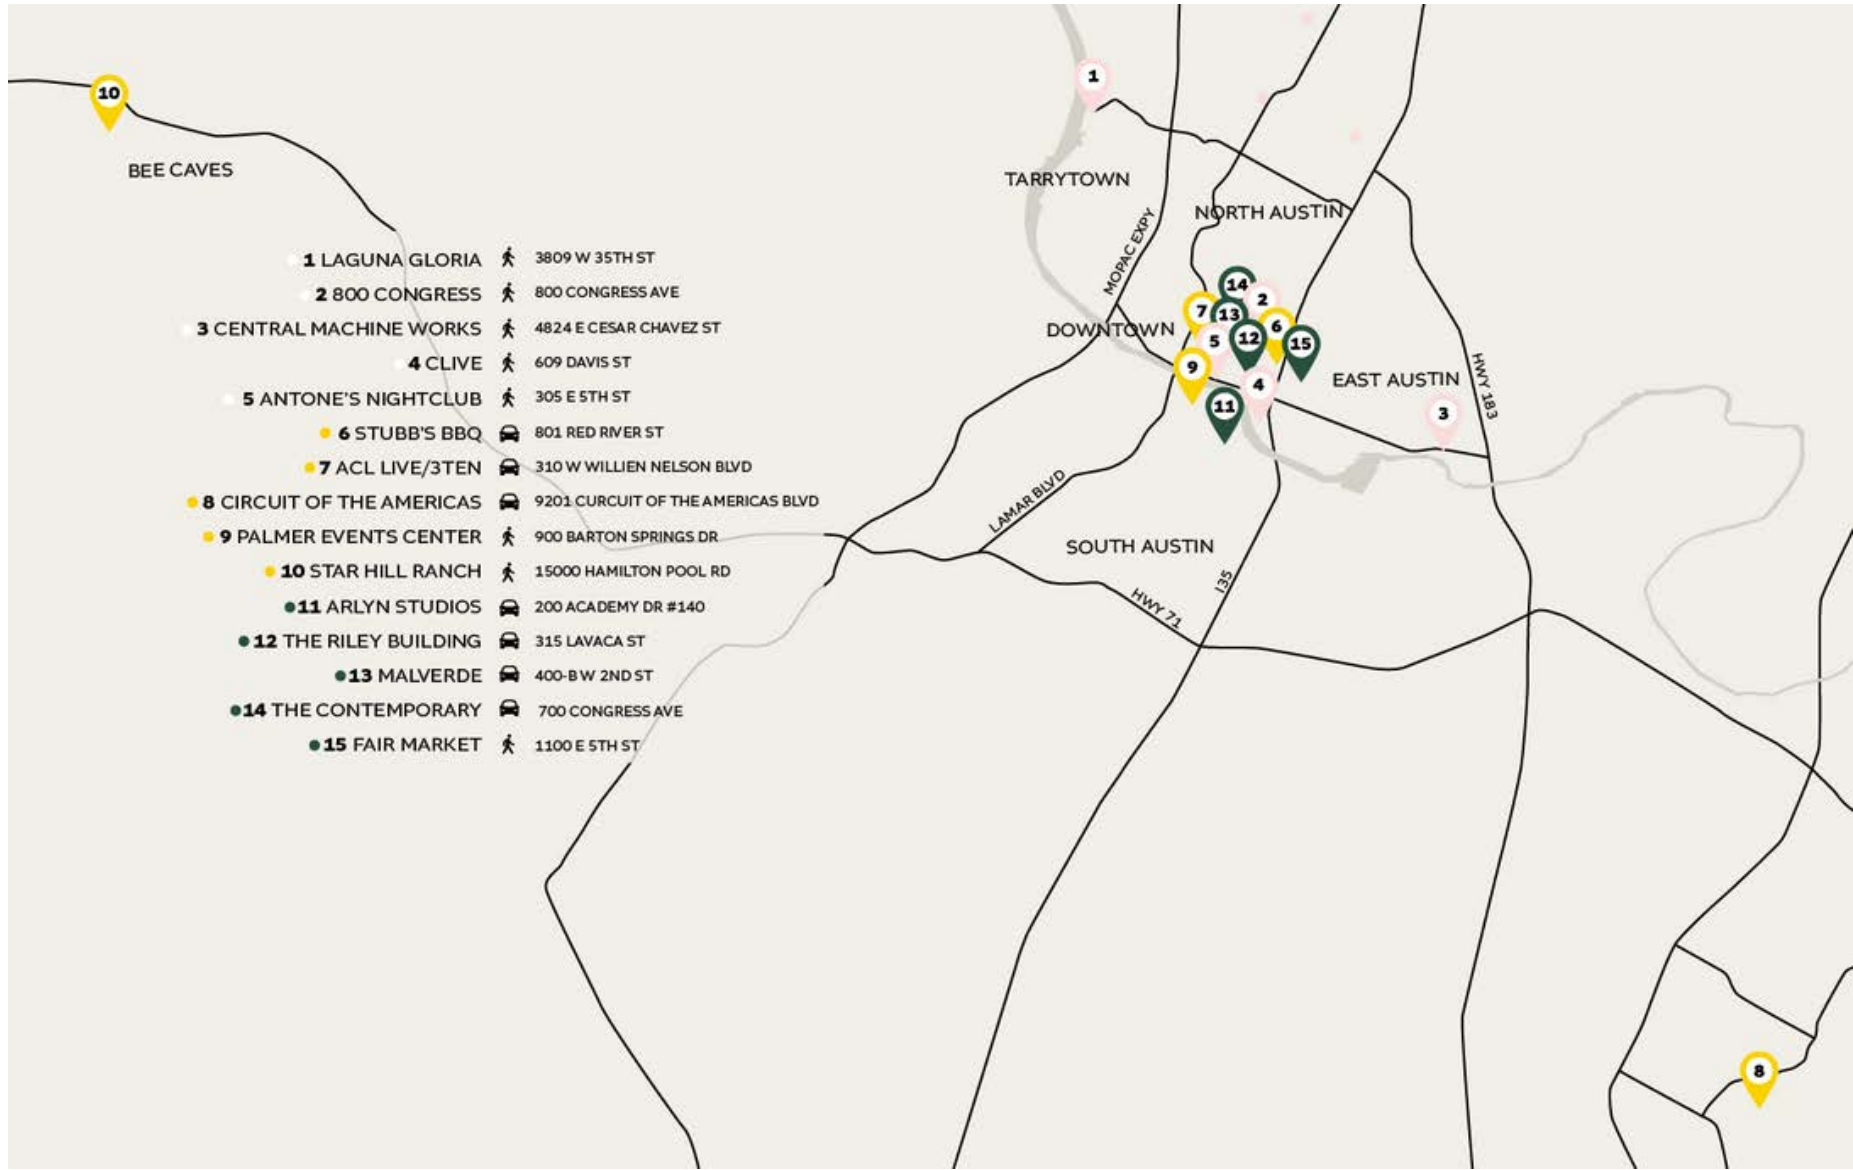 10
BEE CAVES
1
TARRYTOWN
NORTH AUSTIN
MOPAC EXPY
14
2
7
13
6
DOWNTOWN
5
12
15
9
4
EAST AUSTIN
HWY 183
11
3
LAMAR BLVD
SOUTH AUSTIN
I35
HWY 71
8
1 LAGUNA GLORIA 3809 W 35TH ST
2 800 CONGRESS 800 CONGRESS AVE
3 CENTRAL MACHINE WORKS 4824 E CESAR CHAVEZ ST
4 CLIVE 609 DAVIS ST
5 ANTONE'S NIGHTCLUB 305 E 5TH ST
6 STUBB'S BBQ 801 RED RIVER ST
7 ACL LIVE/3TEN 310 W WILLIEN NELSON BLVD
8 CIRCUIT OF THE AMERICAS 9201 CURCUIT OF THE AMERICAS BLVD
9 PALMER EVENTS CENTER 900 BARTON SPRINGS DR
10 STAR HILL RANCH 15000 HAMILTON POOL RD
11 ARLYN STUDIOS 200 ACADEMY DR #140
12 THE RILEY BUILDING 315 LAVACA ST
13 MALVERDE 400-B W 2ND ST
14 THE CONTEMPORARY 700 CONGRESS AVE
15 FAIR MARKET 1100 E 5TH ST